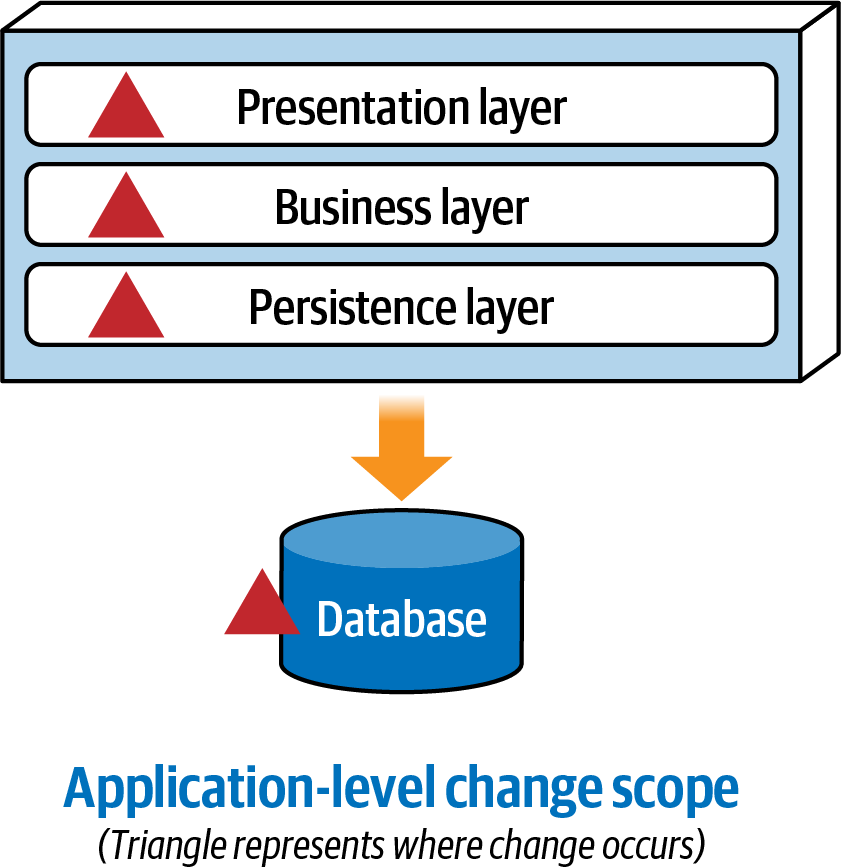 Presentation layer
Business layer
Persistence layer
Database
Application-level change scope
(Triangle represents where change occurs)